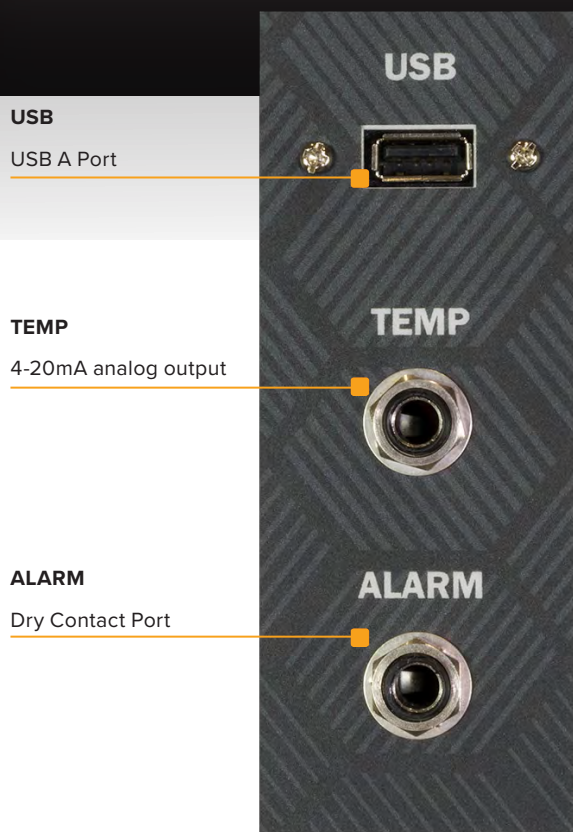 USB
USB
USB A Port
TEMP
TEMP
4-20mA analog output
ALARM
ALARM
Dry Contact Port